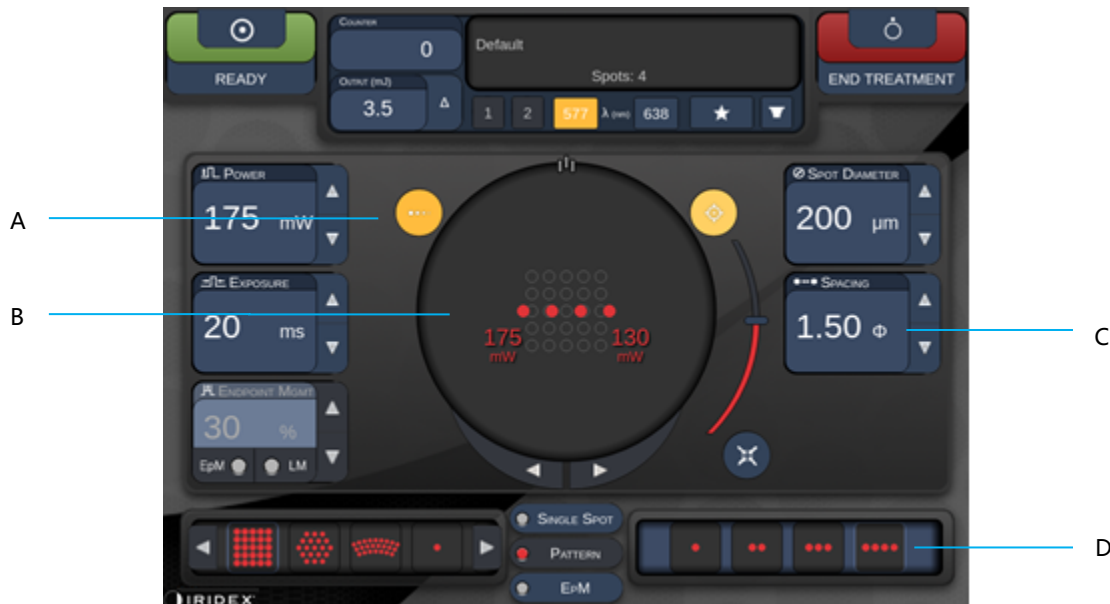 COUNTER
0
Default
Spots: 4
READY
END TREATMENT
OUTPUT (mJ)
3.5
Δ
1
2
577
λ (nm)
638
POWER
175 mW
SPOT DIAMETER
200 μm
A
EXPOSURE
20 ms
SPACING
1.50 Φ
B
C
175
mW
130
mW
ENDPOINT MGMT
30 %
EpM
LM
SINGLE SPOT
PATTERN
EPM
D
IRIDEX